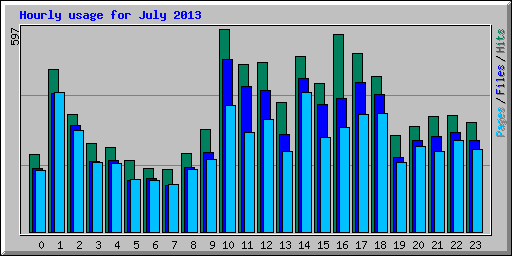 Hourly usage for July 2013
597
Pages/Files/Hits
0 1 2 3 4 5 6 7 8 9 10 11 12 13 14 15 16 17 18 19 20 21 22 23